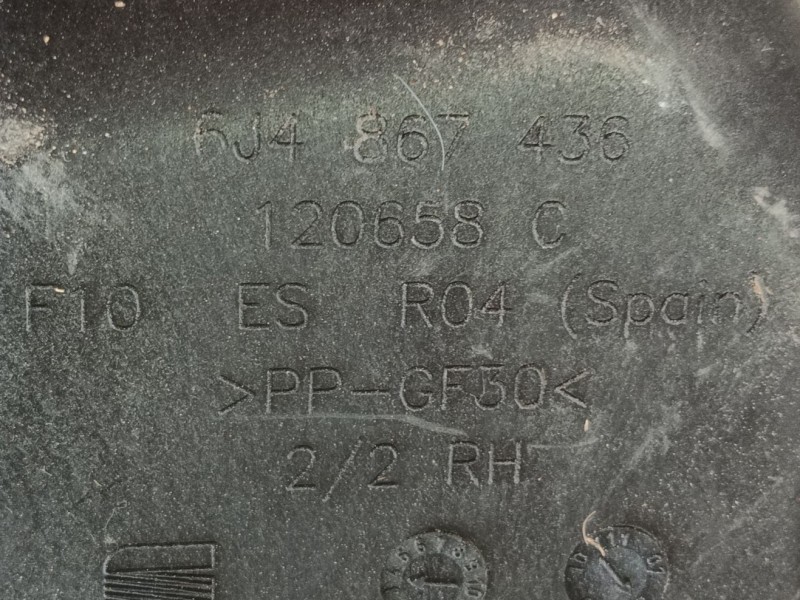 6J4 867 436
120658 C
F10 ES R04 (Spain)
>PP-GF30<
2/2 RH